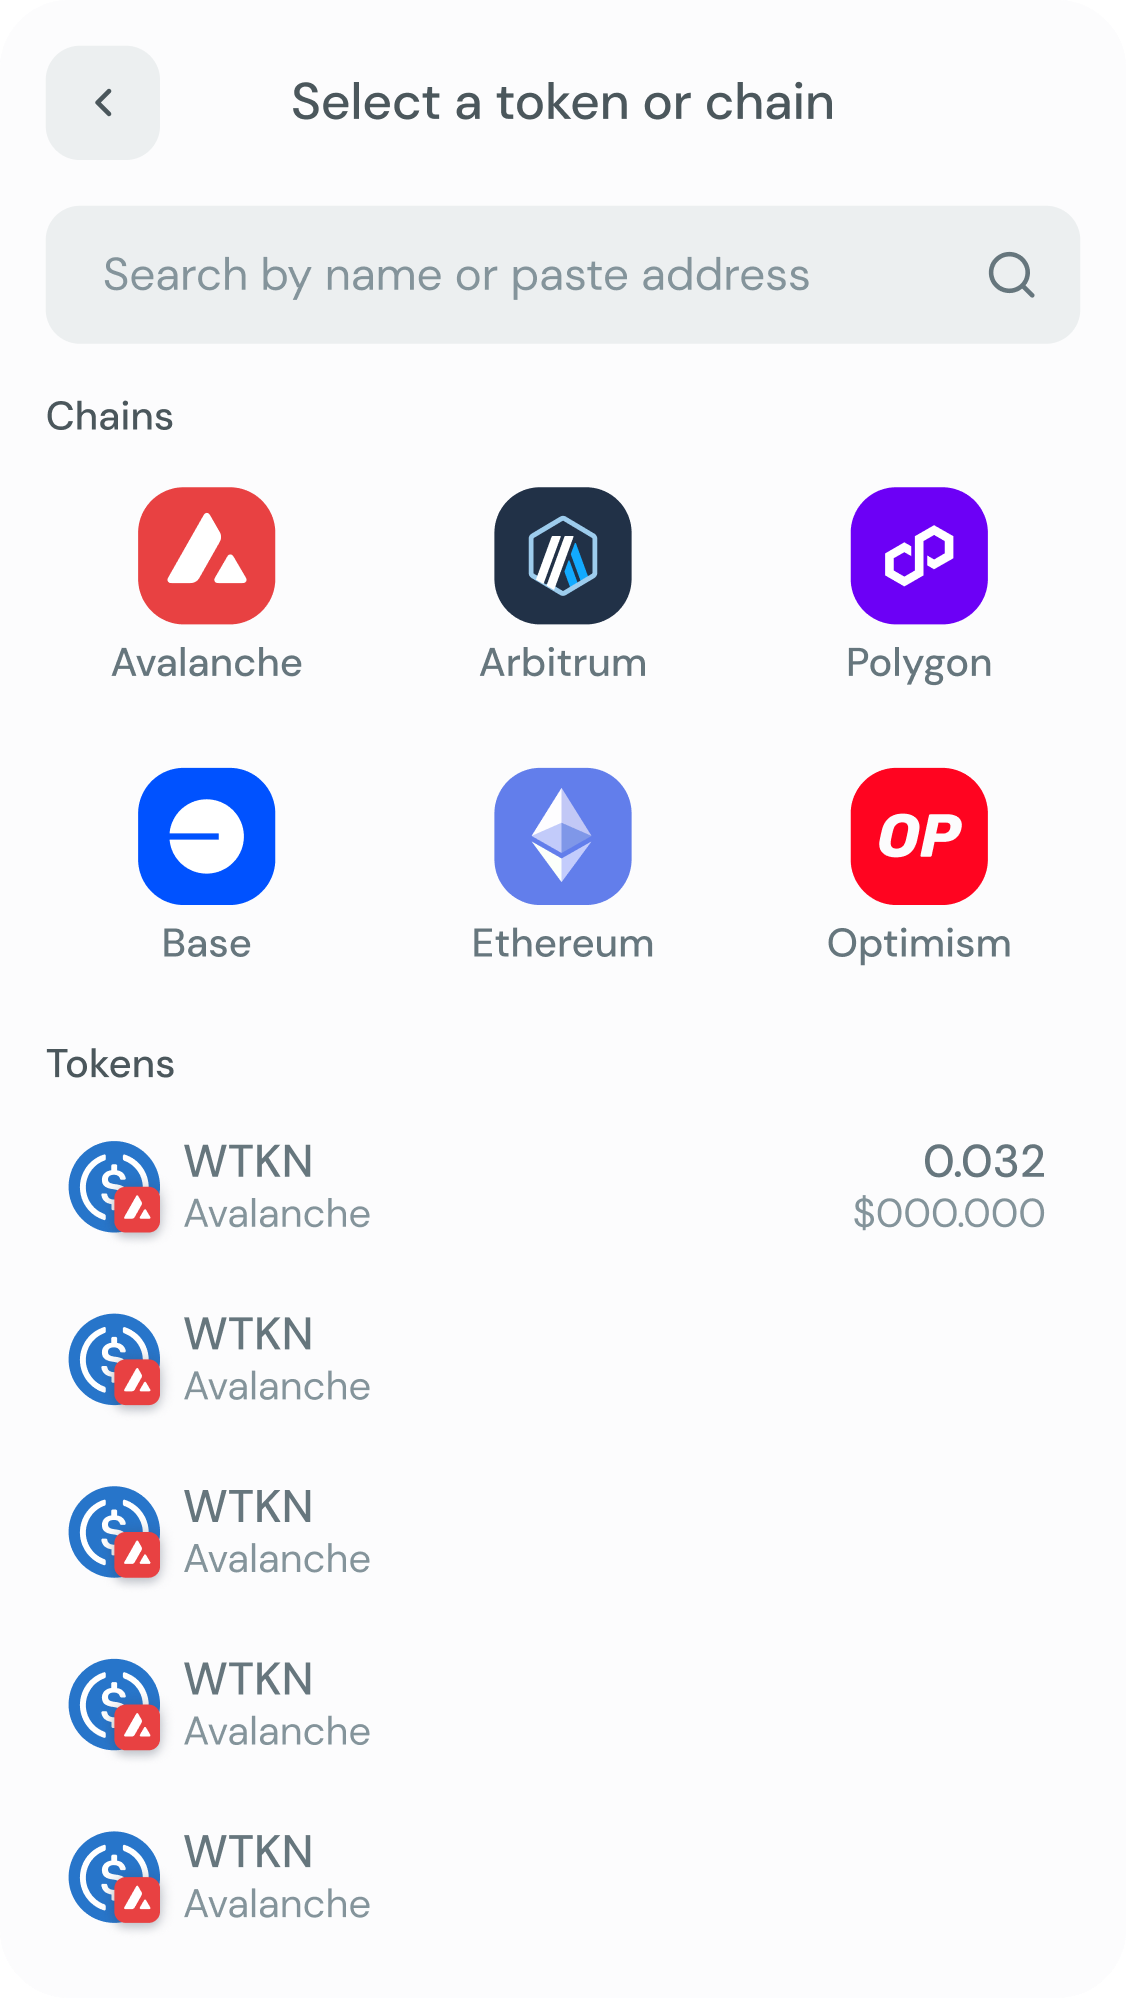 Select a token or chain
Search by name or paste address
Chains
Avalanche Arbitrum Polygon
OP
Base Ethereum Optimism
Tokens
WTKN 0.032
Avalanche $000.000
WTKN
Avalanche
WTKN
Avalanche
WTKN
Avalanche
WTKN
Avalanche